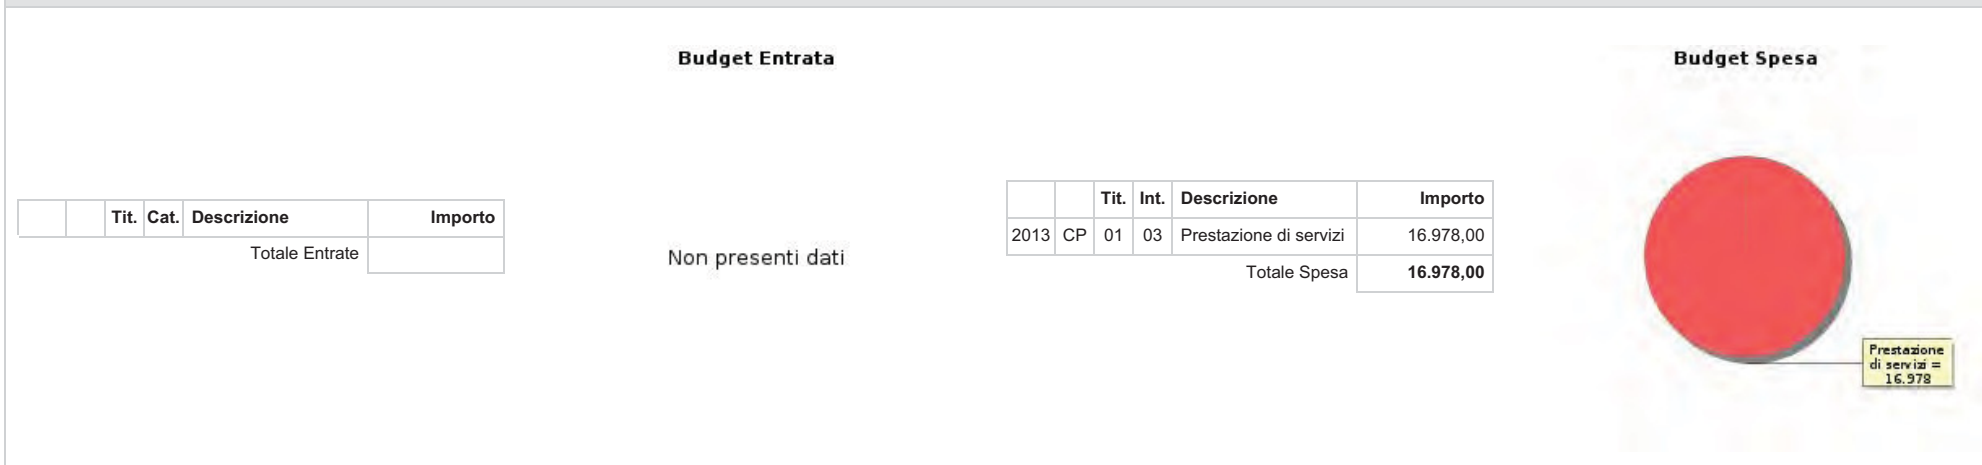 Budget Entrata
Tit. Cat. Descrizione Importo
Totale Entrate
Non presenti dati
Tit. Int. Descrizione Importo
2013 CP 01 03 Prestazione di servizi 16.978,00
Totale Spesa 16.978,00
Budget Spesa
Prestazione
di servizi =
16.978